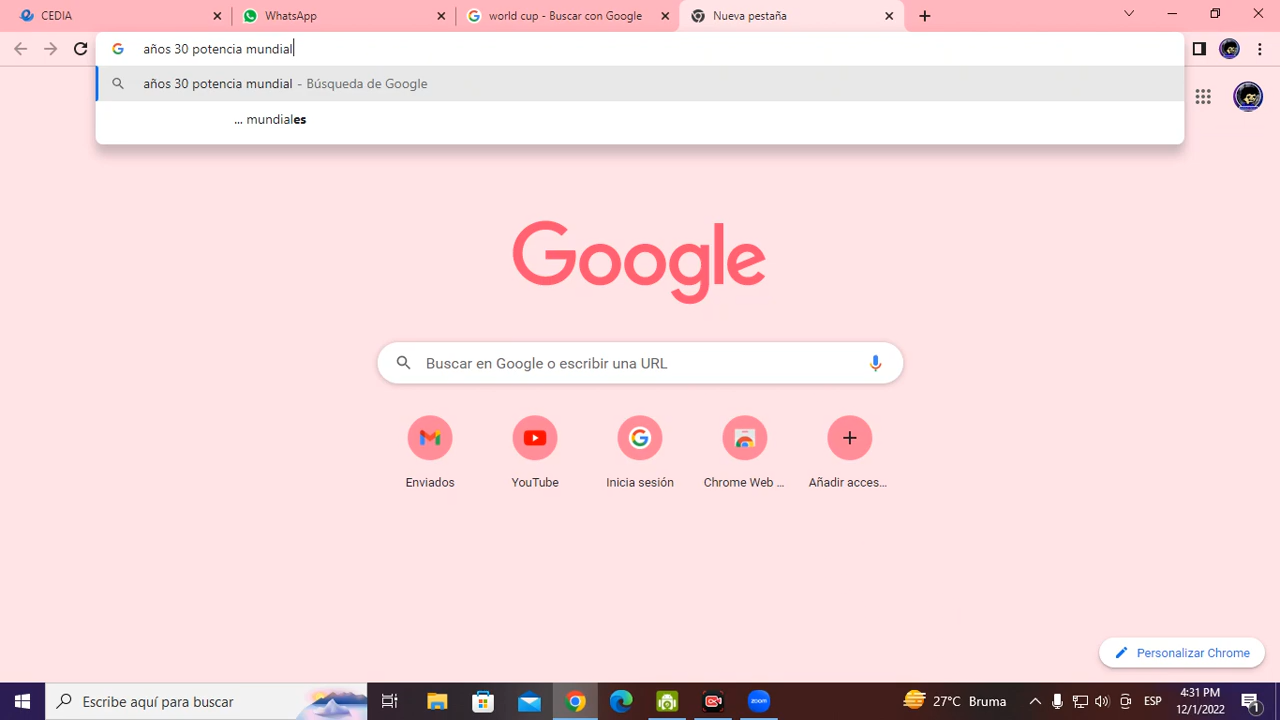 CEDIA
WhatsApp
world cup - Buscar con Google
Nueva pestaña
años 30 potencia mundial
años 30 potencia mundial - Búsqueda de Google
... mundiales
Google
Buscar en Google o escribir una URL
Enviados
YouTube
Inicia sesión
Chrome Web ...
Añadir acces...
Personalizar Chrome
Escribe aquí para buscar
zoom
27°C Bruma
ESP
4:31 PM
12/1/2022
1